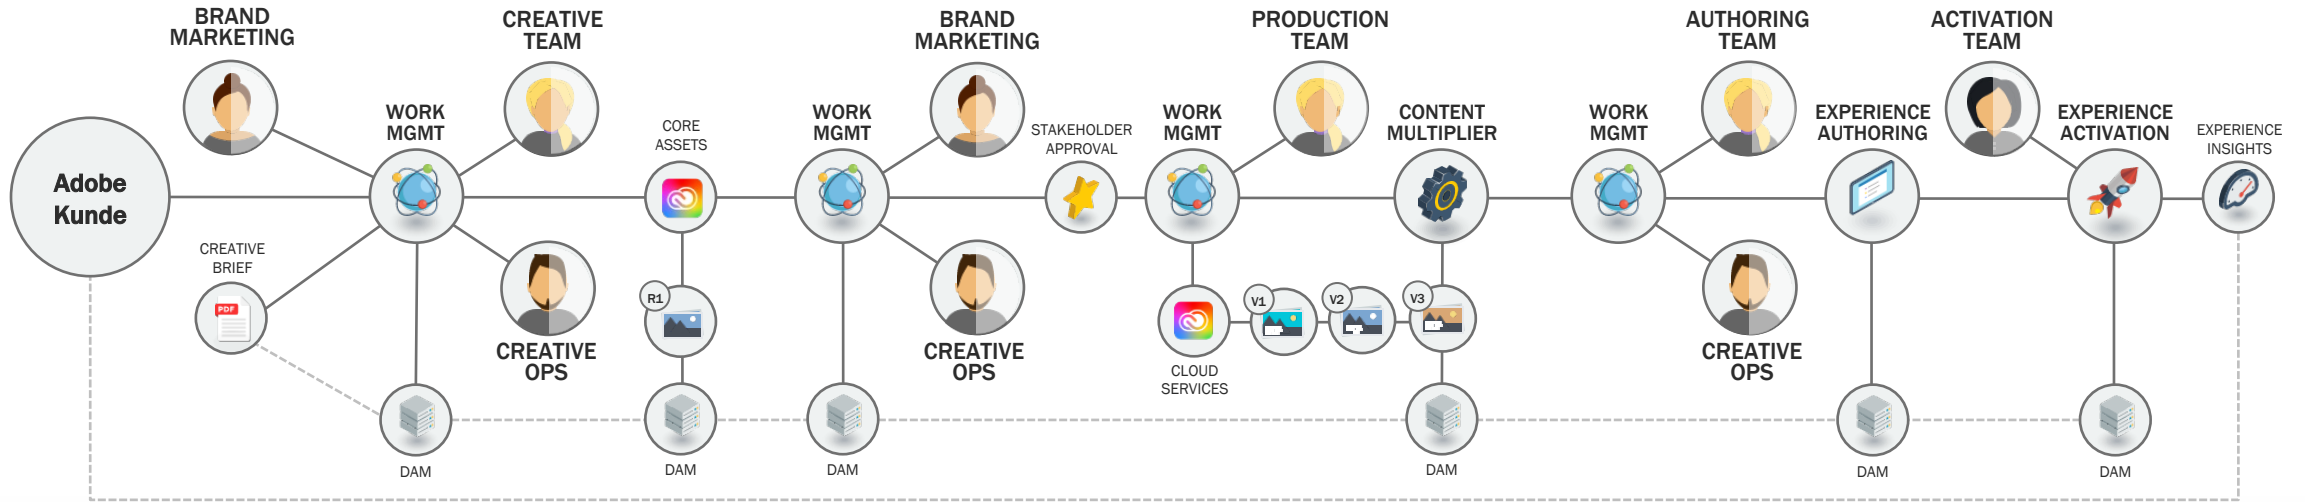 BRAND
MARKETING
CREATIVE
TEAM
BRAND
MARKETING
PRODUCTION
TEAM
AUTHORING
TEAM
ACTIVATION
TEAM
WORK
MGMT
CORE
ASSETS
WORK
MGMT
STAKEHOLDER
APPROVAL
WORK
MGMT
CONTENT
MULTIPLIER
WORK
MGMT
EXPERIENCE
AUTHORING
EXPERIENCE
ACTIVATION
EXPERIENCE
INSIGHTS
Adobe
Kunde
CREATIVE
BRIEF
PDF
CREATIVE
OPS
R1
CREATIVE
OPS
CLOUD
SERVICES
V1
V2
V3
CREATIVE
OPS
DAM
DAM
DAM
DAM
DAM
DAM